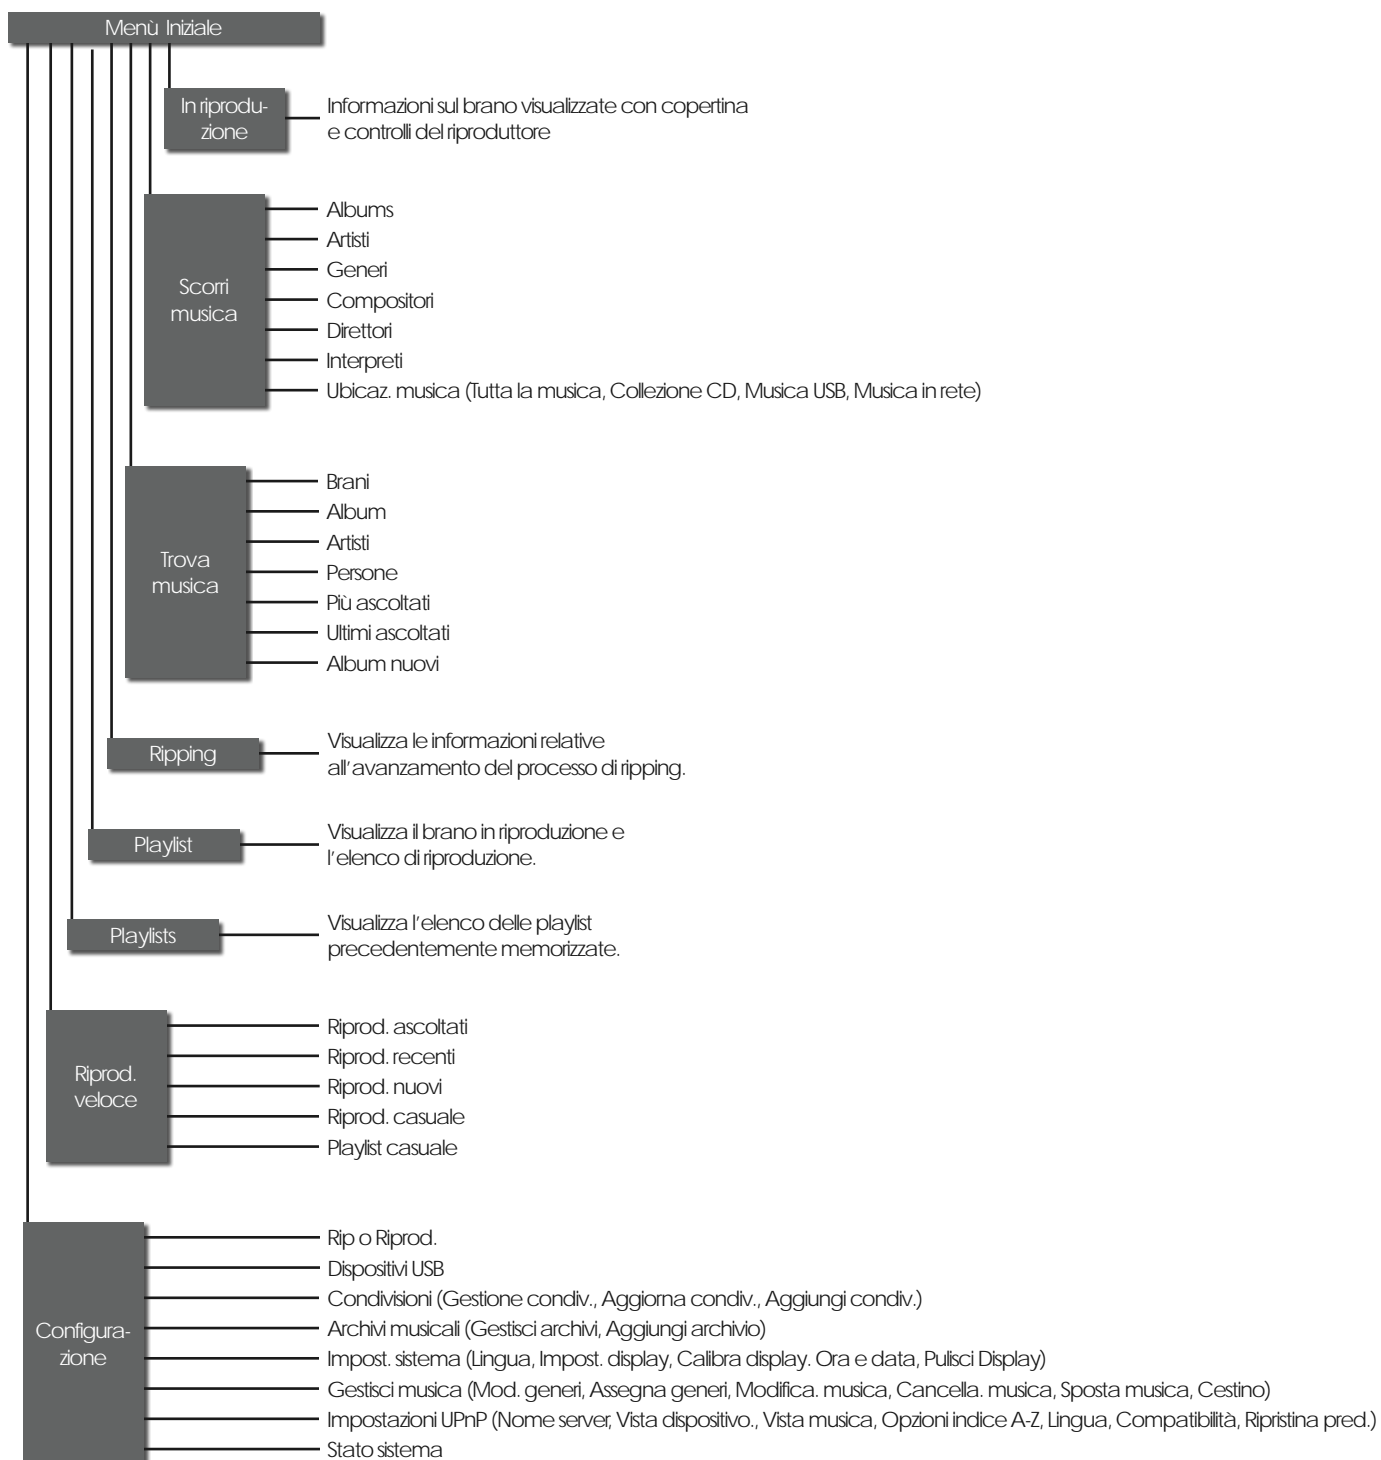 Menù Iniziale
In riprodu-
zione
Informazioni sul brano visualizzate con copertina
e controlli del riproduttore
Scorri
musica
Albums
Artisti
Generi
Compositori
Direttori
Interpreti
Ubicaz. musica (Tutta la musica, Collezione CD, Musica USB, Musica in rete)
Trova
musica
Brani
Album
Artisti
Persone
Più ascoltati
Ultimi ascoltati
Album nuovi
Ripping
Visualizza le informazioni relative
all'avanzamento del processo di ripping.
Playlist
Visualizza il brano in riproduzione e
l'elenco di riproduzione.
Playlists
Visualizza l'elenco delle playlist
precedentemente memorizzate.
Riprod.
veloce
Riprod. ascoltati
Riprod. recenti
Riprod. nuovi
Riprod. casuale
Playlist casuale
Configura-
zione
Rip o Riprod.
Dispositivi USB
Condivisioni (Gestione condiv., Aggiorna condiv., Aggiungi condiv.)
Archivi musicali (Gestisci archivi, Aggiungi archivio)
Impost. sistema (Lingua, Impost. display, Calibra display. Ora e data, Pulisci Display)
Gestisci musica (Mod. generi, Assegna generi, Modifica. musica, Cancella. musica, Sposta musica, Cestino)
Impostazioni UPnP (Nome server, Vista dispositivo., Vista musica, Opzioni indice A-Z, Lingua, Compatibilità, Ripristina pred.)
Stato sistema